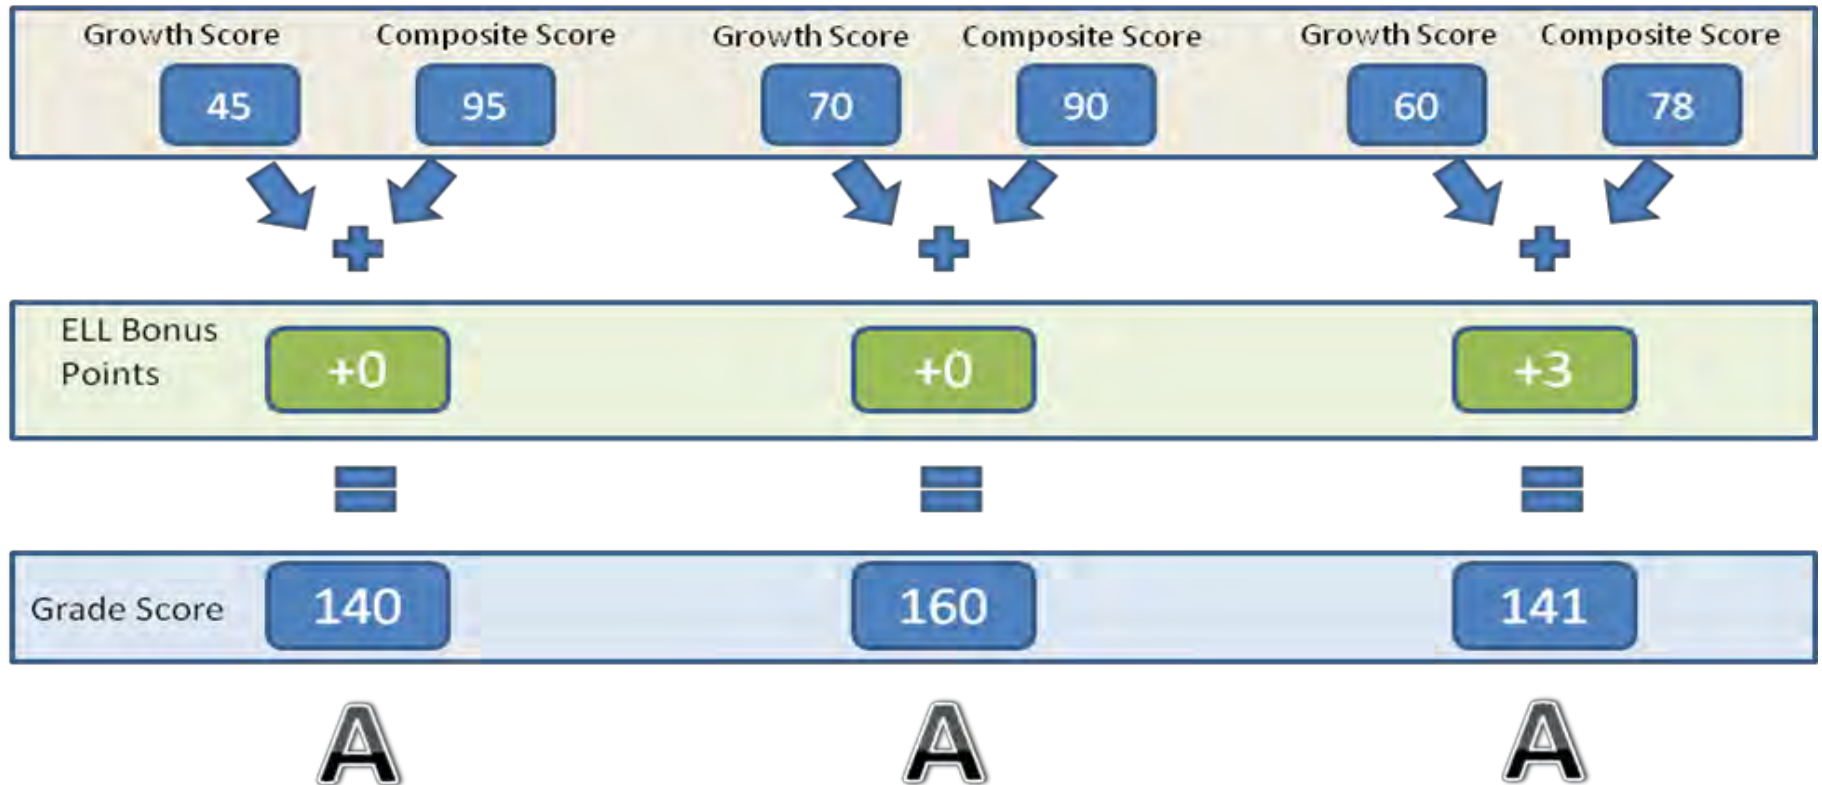 Growth Score Composite Score Growth Score Composite Score Growth Score Composite Score
45 95 70 90 60 78
ELL Bonus
Points
+0 +0 +3
Grade Score 140 160 141
A A A